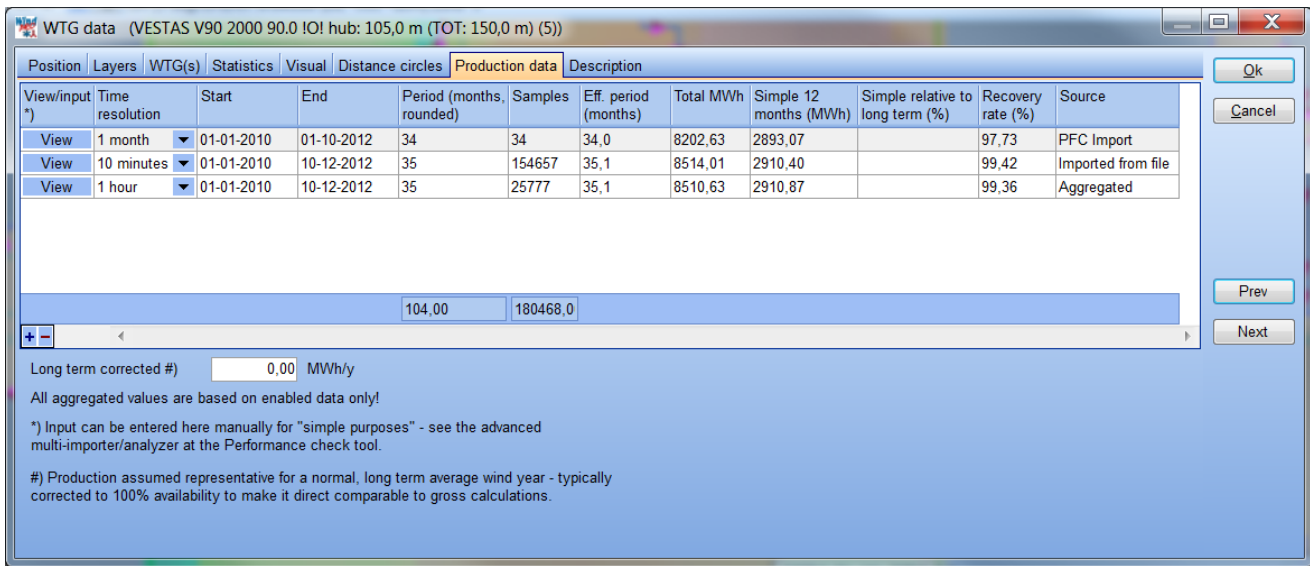 WTG data (VESTAS V90 2000 90.0 !O! hub: 105,0 m (TOT: 150,0 m) (5))
Position Layers WTG(s) Statistics Visual Distance circles Production data Description
Ok
Cancel
View/input *) Time resolution Start End Period (months, rounded) Samples Eff. period (months) Total MWh Simple 12 months (MWh) Simple relative to long term (%) Recovery rate (%) Source
View 1 month 01-01-2010 01-10-2012 34 34 34,0 8202,63 2893,07 97,73 PFC Import
View 10 minutes 01-01-2010 10-12-2012 35 154657 35,1 8514,01 2910,40 99,42 Imported from file
View 1 hour 01-01-2010 10-12-2012 35 25777 35,1 8510,63 2910,87 99,36 Aggregated
104,00 180468,0
Prev
Next
Long term corrected #) 0,00 MWh/y
All aggregated values are based on enabled data only!
*) Input can be entered here manually for "simple purposes" - see the advanced
multi-importer/analyzer at the Performance check tool.
#) Production assumed representative for a normal, long term average wind year - typically
corrected to 100% availability to make it direct comparable to gross calculations.